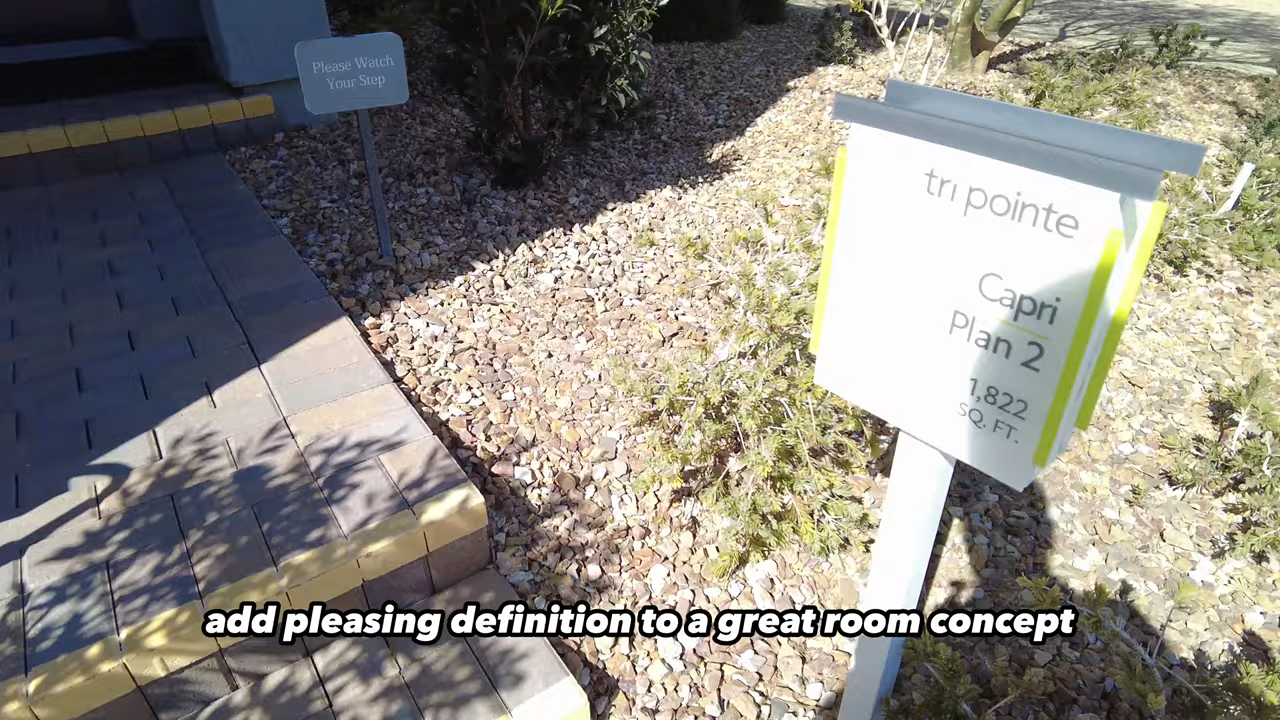 Please Watch
Your Step
tri pointe
Capri
Plan 2
1,822
SQ. FT.
add pleasing definition to a great room concept